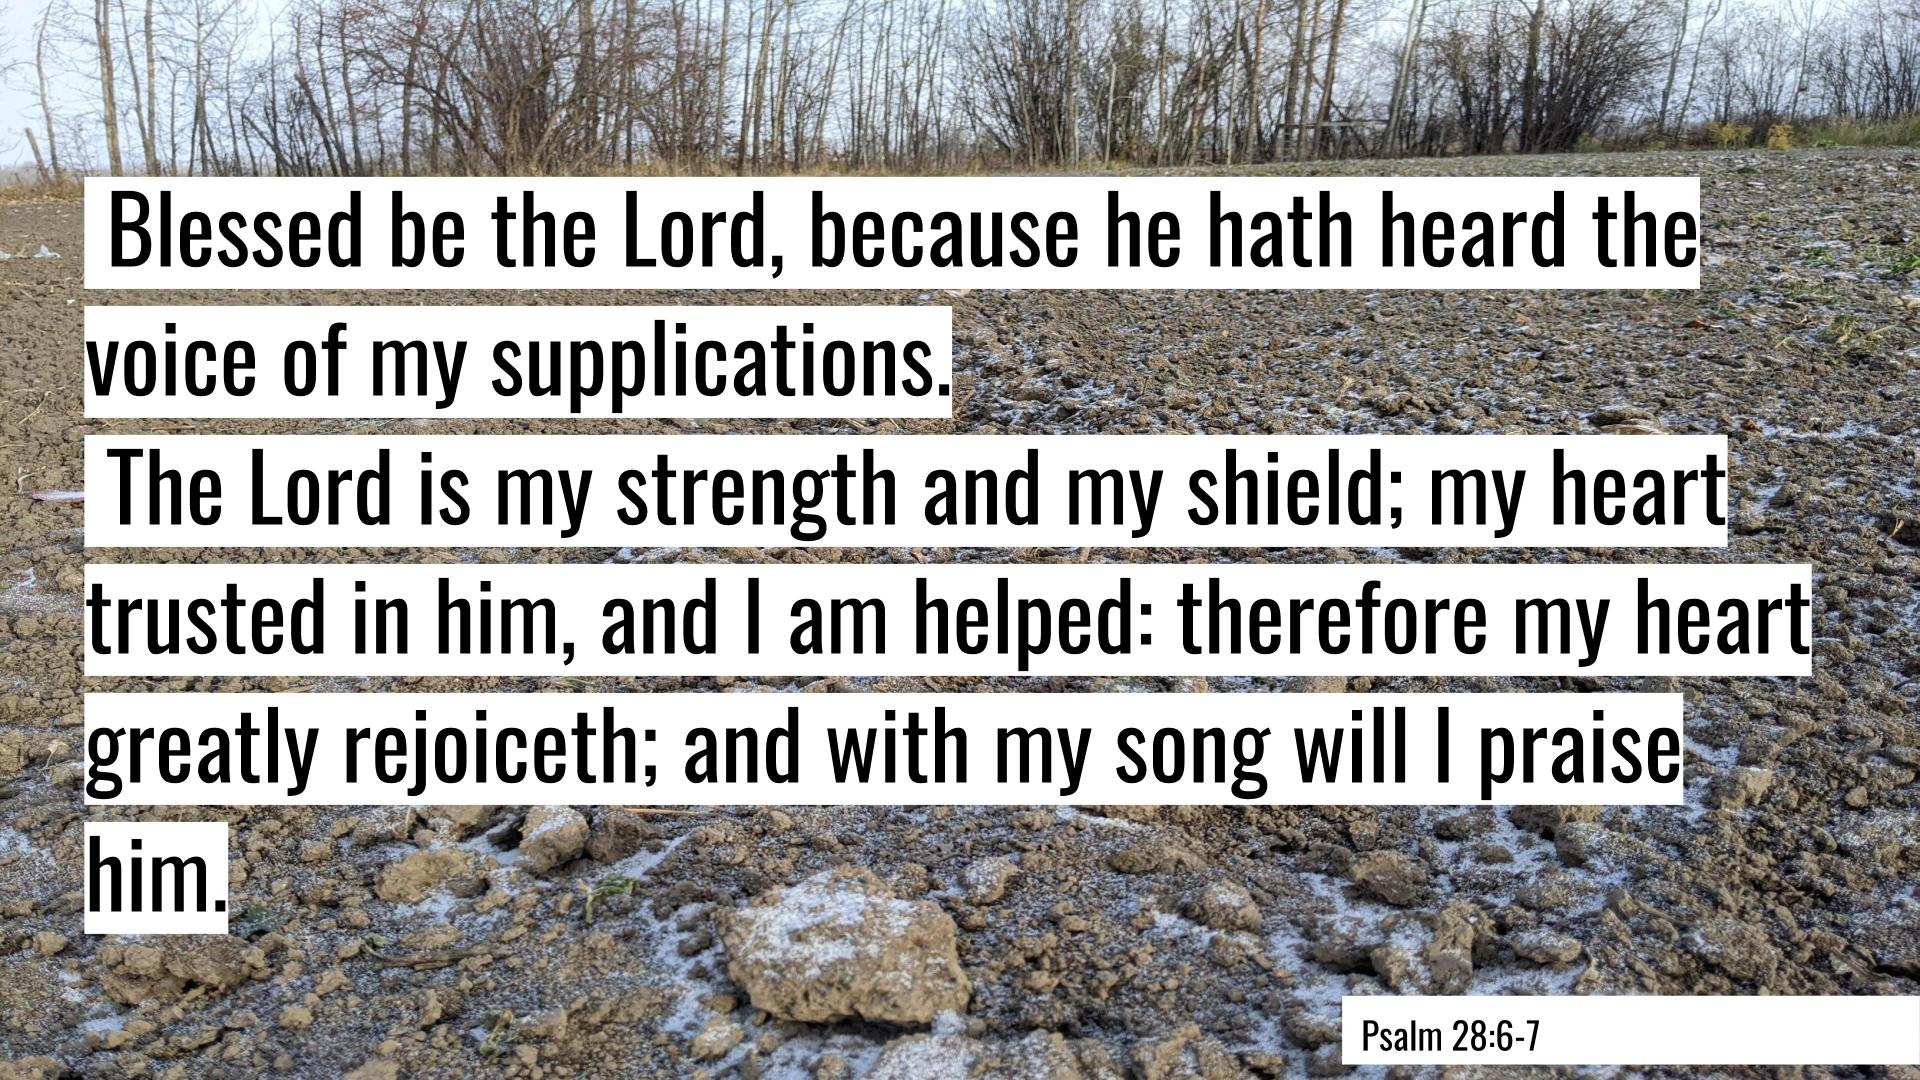 Blessed be the Lord, because he hath heard the
voice of my supplications.
The Lord is my strength and my shield; my heart
trusted in him, and I am helped: therefore my heart
greatly rejoiceth; and with my song will I praise
him.
Psalm 28:6-7